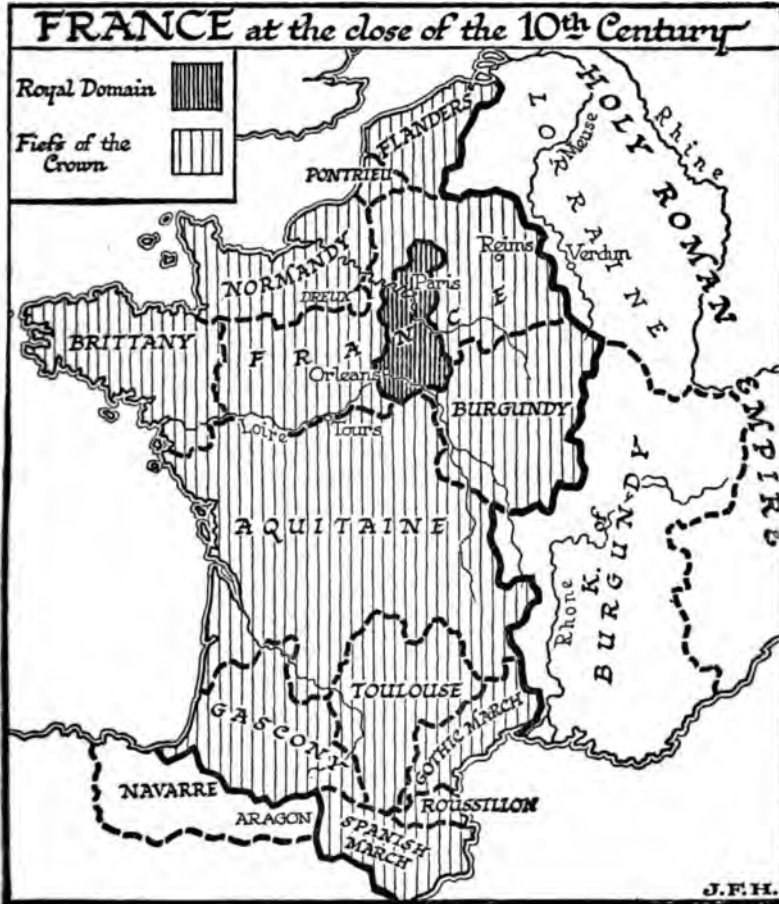 FRANCE at the close of the 10th Century
Royal Domain
Fiefs of the
Crown
FLANDERS
PONTRIEU
HOLY ROMAN
EMPIRE
LORRAINE
Meuse
Rhine
Verdun
Reims
NORMANDY
DREUX
Paris
BRITTANY
FRANCE
Orleans
BURGUNDY
Loire
Tours
AQUITAINE
K. of
BURGUNDY
Rhone
TOULOUSE
GASCONY
GOTHIC MARCH
NAVARRE
ARAGON
ROUSSILLON
SPANISH
MARCH
J.F.H.